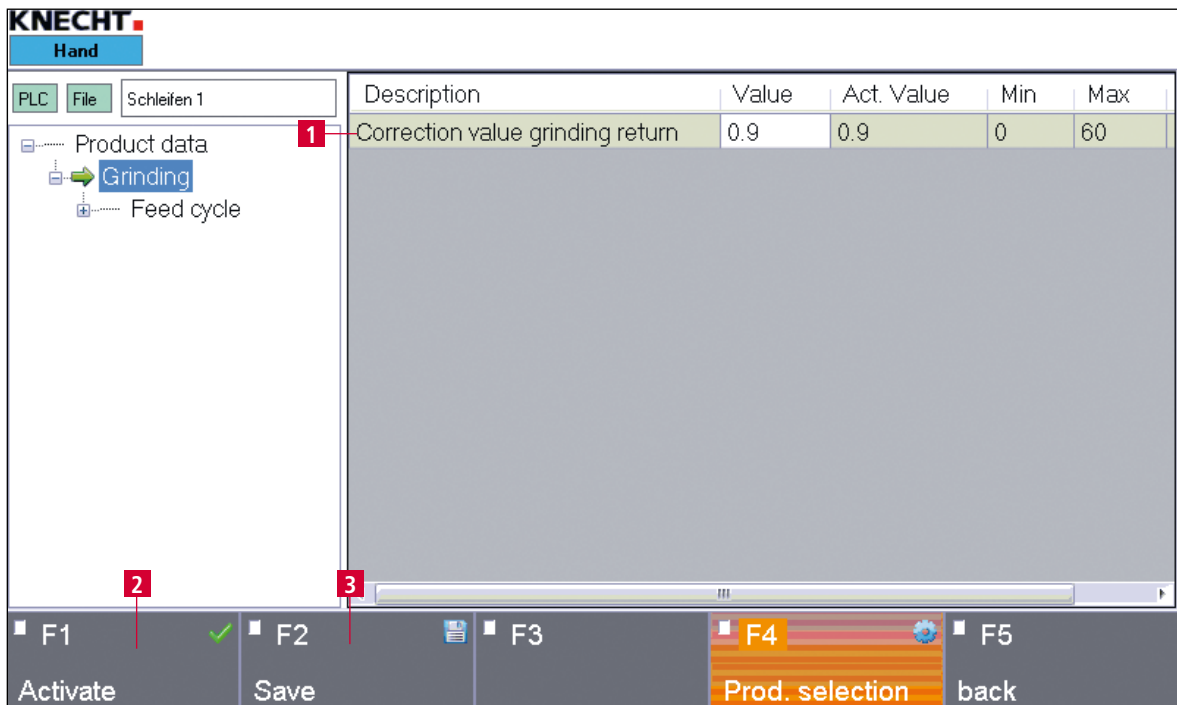 KNECHT
Hand
PLC File Schleifen 1
Description Value Act. Value Min Max
1 Correction value grinding return 0.9 0.9 0 60
Product data
Grinding
Feed cycle
2 3
F1 F2 F3 F4 F5
Activate Save Prod. selection back